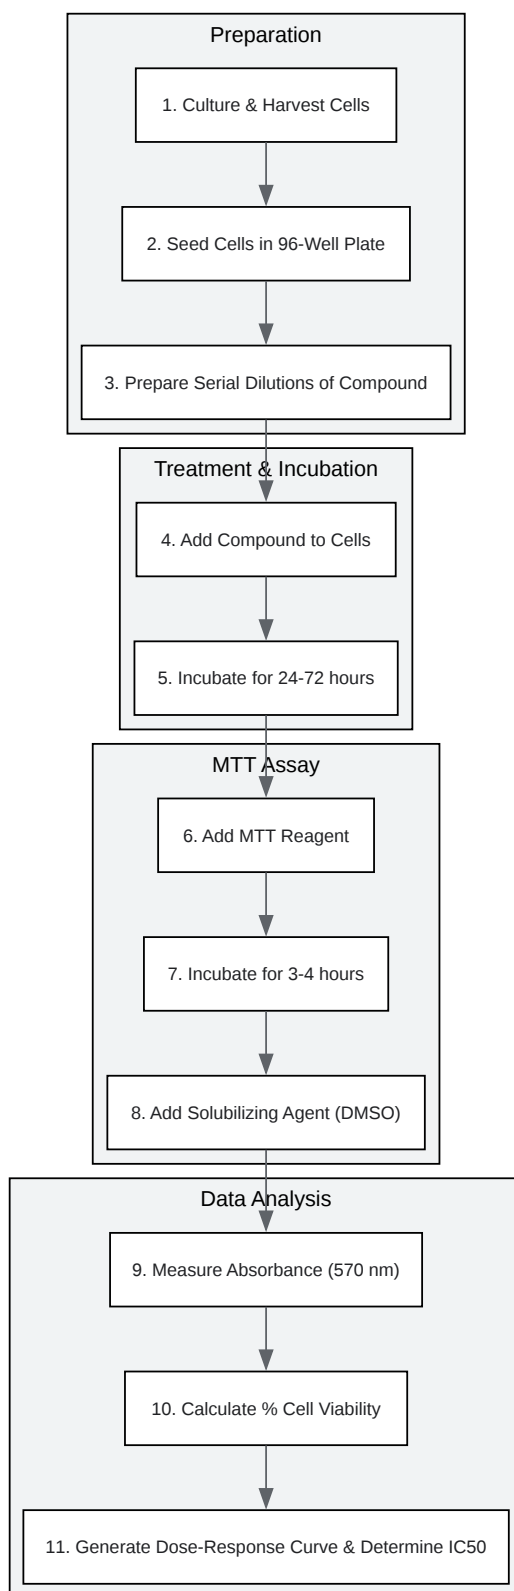 Preparation
1. Culture & Harvest Cells
2. Seed Cells in 96-Well Plate
3. Prepare Serial Dilutions of Compound
Treatment & Incubation
4. Add Compound to Cells
5. Incubate for 24-72 hours
MTT Assay
6. Add MTT Reagent
7. Incubate for 3-4 hours
8. Add Solubilizing Agent (DMSO)
Data Analysis
9. Measure Absorbance (570 nm)
10. Calculate % Cell Viability
11. Generate Dose-Response Curve & Determine IC50